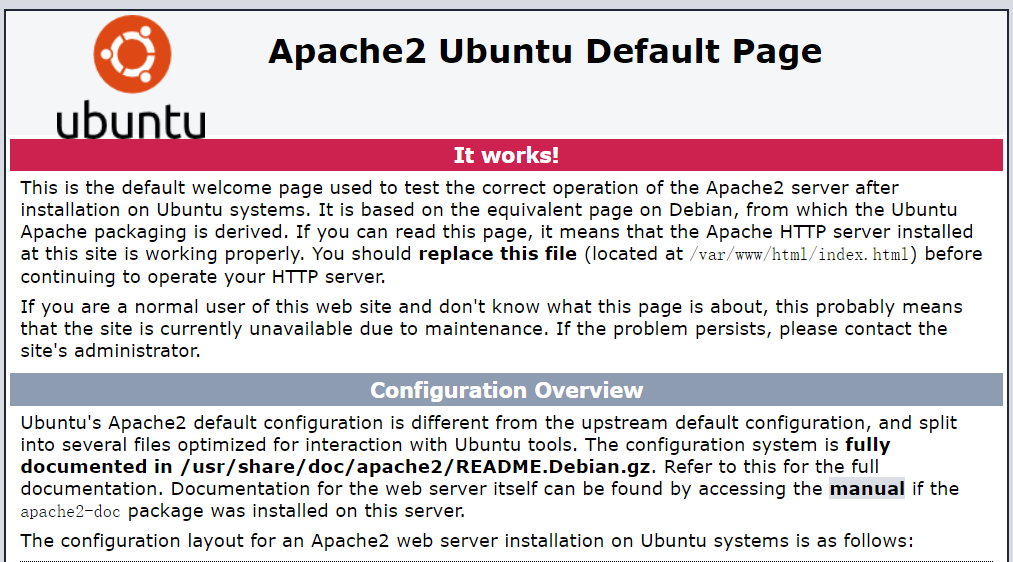 ubuntu
Apache2 Ubuntu Default Page
It works!
This is the default welcome page used to test the correct operation of the Apache2 server after
installation on Ubuntu systems. It is based on the equivalent page on Debian, from which the Ubuntu
Apache packaging is derived. If you can read this page, it means that the Apache HTTP server installed
at this site is working properly. You should replace this file (located at /var/www/html/index.html) before
continuing to operate your HTTP server.
If you are a normal user of this web site and don't know what this page is about, this probably means
that the site is currently unavailable due to maintenance. If the problem persists, please contact the
site's administrator.
Configuration Overview
Ubuntu's Apache2 default configuration is different from the upstream default configuration, and split
into several files optimized for interaction with Ubuntu tools. The configuration system is fully
documented in /usr/share/doc/apache2/README.Debian.gz. Refer to this for the full
documentation. Documentation for the web server itself can be found by accessing the manual if the
apache2-doc package was installed on this server.
The configuration layout for an Apache2 web server installation on Ubuntu systems is as follows: